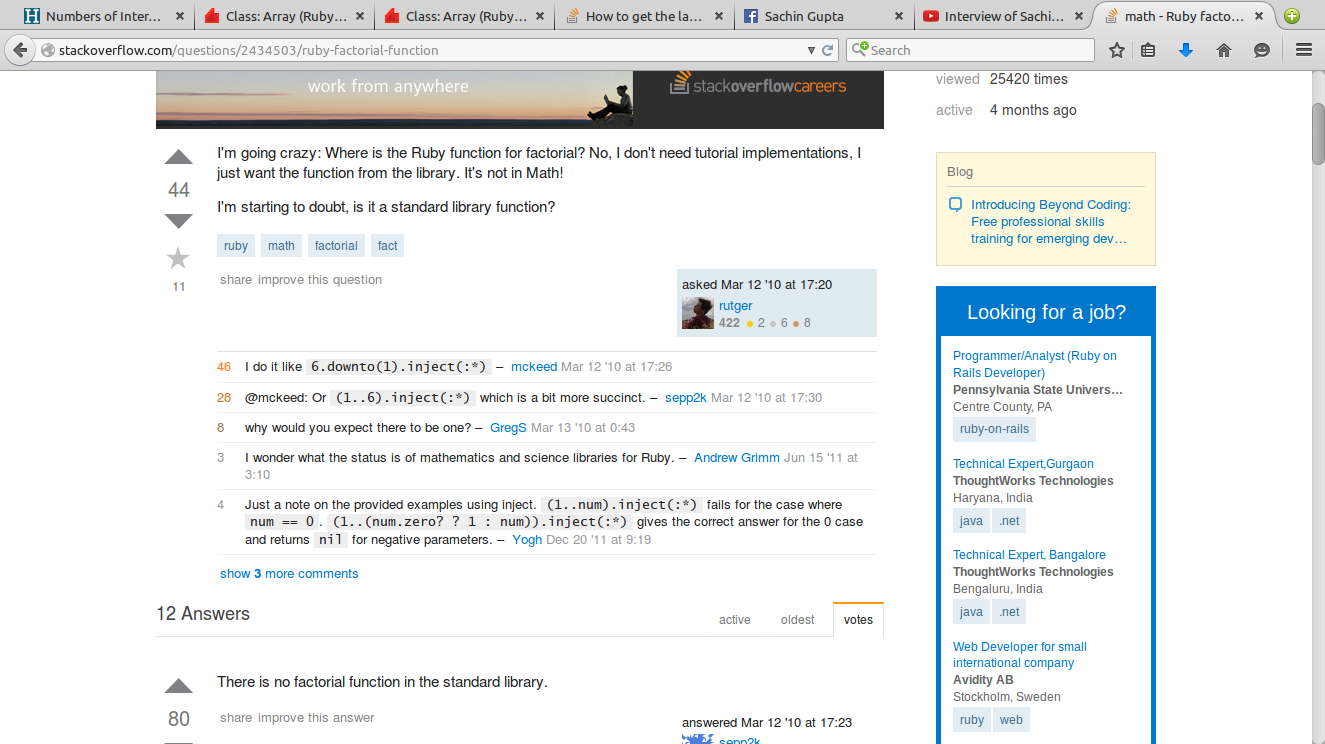 Numbers of Inter...
Class: Array (Ruby...
Class: Array (Ruby...
How to get the la...
Sachin Gupta
Interview of Sachi...
math - Ruby facto...
stackoverflow.com/questions/2434503/ruby-factorial-function
Search
work from anywhere
stackoverflowcareers
viewed 25420 times
active 4 months ago
I'm going crazy: Where is the Ruby function for factorial? No, I don't need tutorial implementations, I
just want the function from the library. It's not in Math!
44
I'm starting to doubt, is it a standard library function?
ruby math factorial fact
11
share improve this question
asked Mar 12 '10 at 17:20
rutger
422 2 6 8
46 I do it like 6.downto(1).inject(:*) – mckeed Mar 12 '10 at 17:26
28 @mckeed: Or (1..6).inject(:*) which is a bit more succinct. – sepp2k Mar 12 '10 at 17:30
8 why would you expect there to be one? – GregS Mar 13 '10 at 0:43
3 I wonder what the status is of mathematics and science libraries for Ruby. – Andrew Grimm Jun 15 '11 at
3:10
4 Just a note on the provided examples using inject. (1..num).inject(:*) fails for the case where
num == 0. (1..(num.zero? ? 1 : num)).inject(:*) gives the correct answer for the 0 case
and returns nil for negative parameters. – Yogh Dec 20 '11 at 9:19
show 3 more comments
12 Answers
active oldest votes
There is no factorial function in the standard library.
80
share improve this answer
answered Mar 12 '10 at 17:23
sepp2k
Blog
Introducing Beyond Coding:
Free professional skills
training for emerging dev...
Looking for a job?
Programmer/Analyst (Ruby on
Rails Developer)
Pennsylvania State Univers...
Centre County, PA
ruby-on-rails
Technical Expert,Gurgaon
ThoughtWorks Technologies
Haryana, India
java .net
Technical Expert, Bangalore
ThoughtWorks Technologies
Bengaluru, India
java .net
Web Developer for small
international company
Avidity AB
Stockholm, Sweden
ruby web